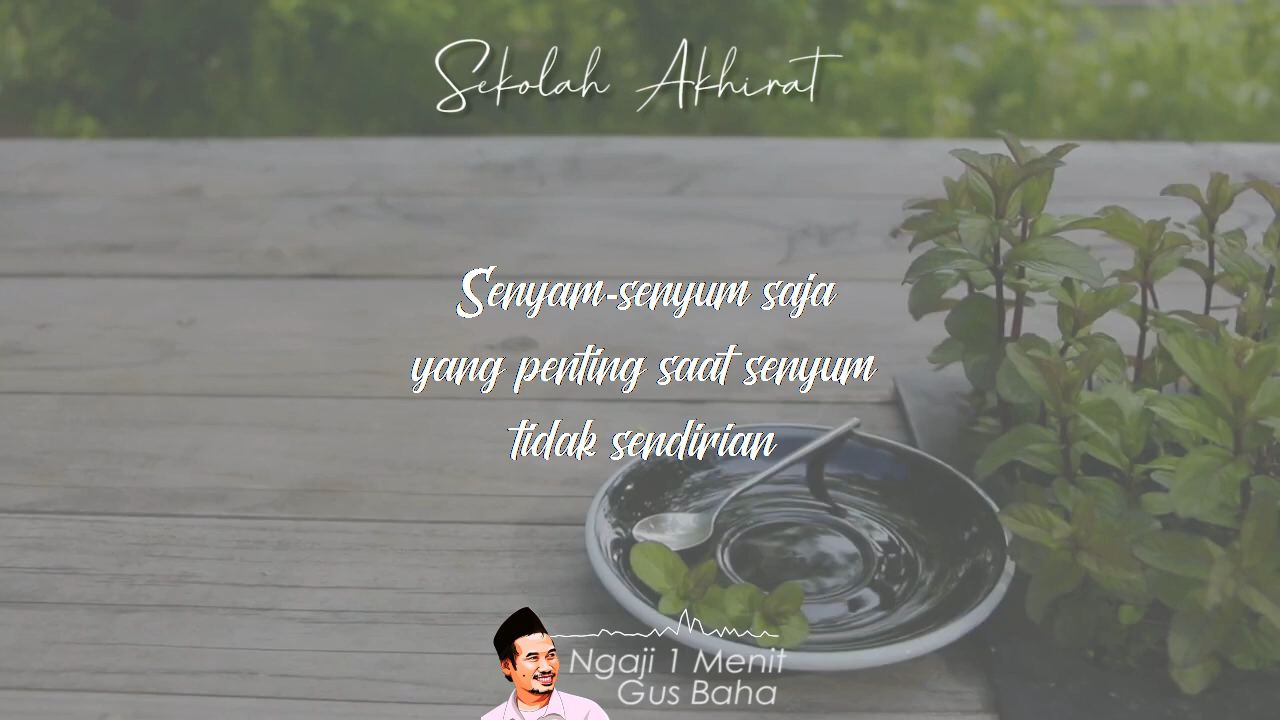 Sekolah Akhirat
Senyam-senyum saja
yang penting saat senyum
tidak sendirian
Ngaji 1 Menit
Gus Baha